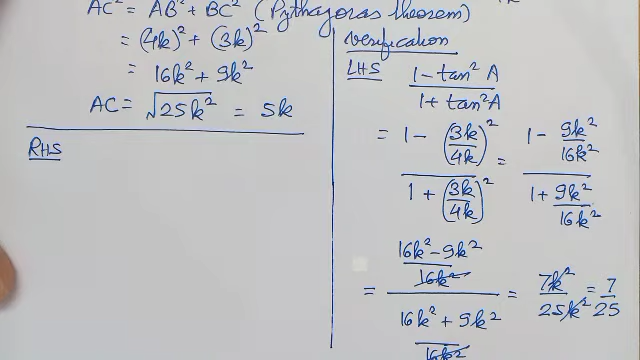 AC² = AB² + BC² (Pythagoras theorem)
= (4k)² + (3k)²
= 16k² + 9k²
AC = √25k² = 5k
RHS
Verification
LHS 1 - tan² A / 1 + tan² A
= 1 - (3k/4k)² / 1 + (3k/4k)² = 1 - 9k²/16k² / 1 + 9k²/16k²
= 16k² - 9k² / 16k² / 16k² + 9k² / 16k² = 7k²/25k² = 7/25